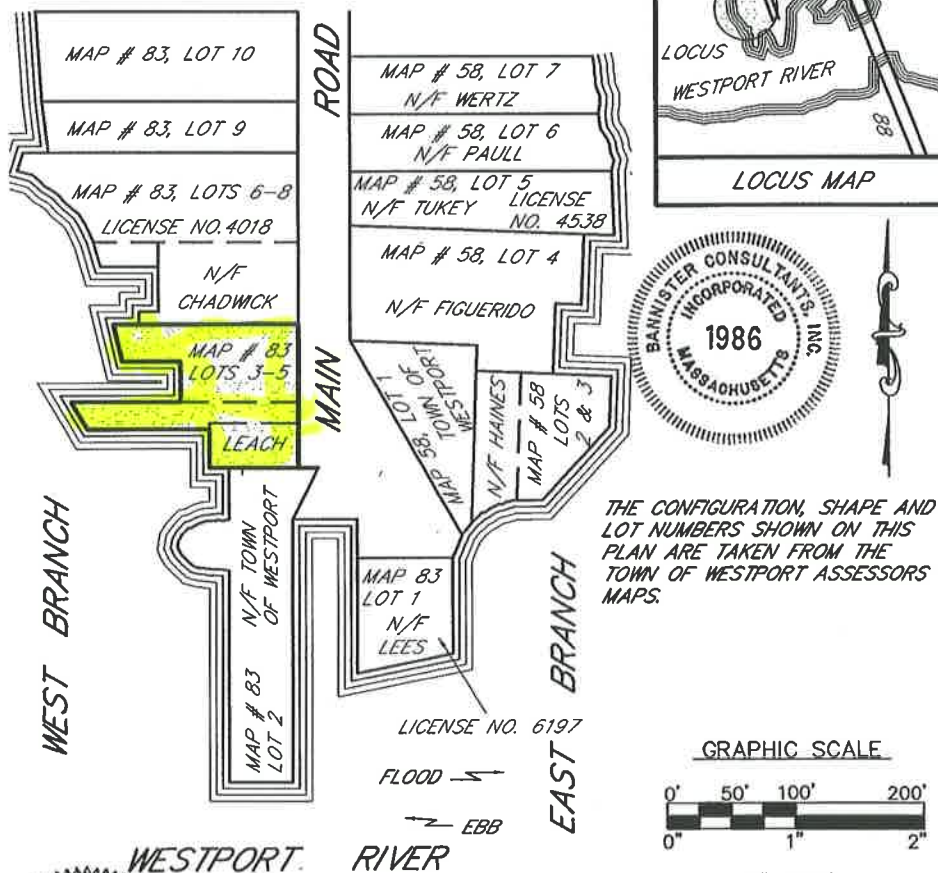 MAP # 83, LOT 10
MAP # 83, LOT 9
MAP # 83, LOTS 6-8
LICENSE NO. 4018
N/F
CHADWICK
MAP # 83
LOTS 3-5
LEACH
N/F TOWN
OF WESTPORT
MAP # 83
LOT 2
WEST BRANCH
MAIN ROAD
MAP # 58, LOT 7
N/F WERTZ
MAP # 58, LOT 6
N/F PAULL
MAP # 58, LOT 5
N/F TUKEY
LICENSE
NO. 4538
MAP # 58, LOT 4
N/F FIGUERIDO
MAP 58, LOT 1
TOWN OF
WESTPORT
N/F HAINES
MAP # 58
LOTS
2 & 3
MAP 83
LOT 1
N/F
LEES
LICENSE NO. 6197
FLOOD
EBB
EAST BRANCH
WESTPORT RIVER
LOCUS
WESTPORT RIVER
88
LOCUS MAP
BANNISTER CONSULTANTS, INC.
INCORPORATED
1986
MASSACHUSETTS
THE CONFIGURATION, SHAPE AND
LOT NUMBERS SHOWN ON THIS
PLAN ARE TAKEN FROM THE
TOWN OF WESTPORT ASSESSORS
MAPS.
GRAPHIC SCALE
0' 50' 100' 200'
0" 1" 2"